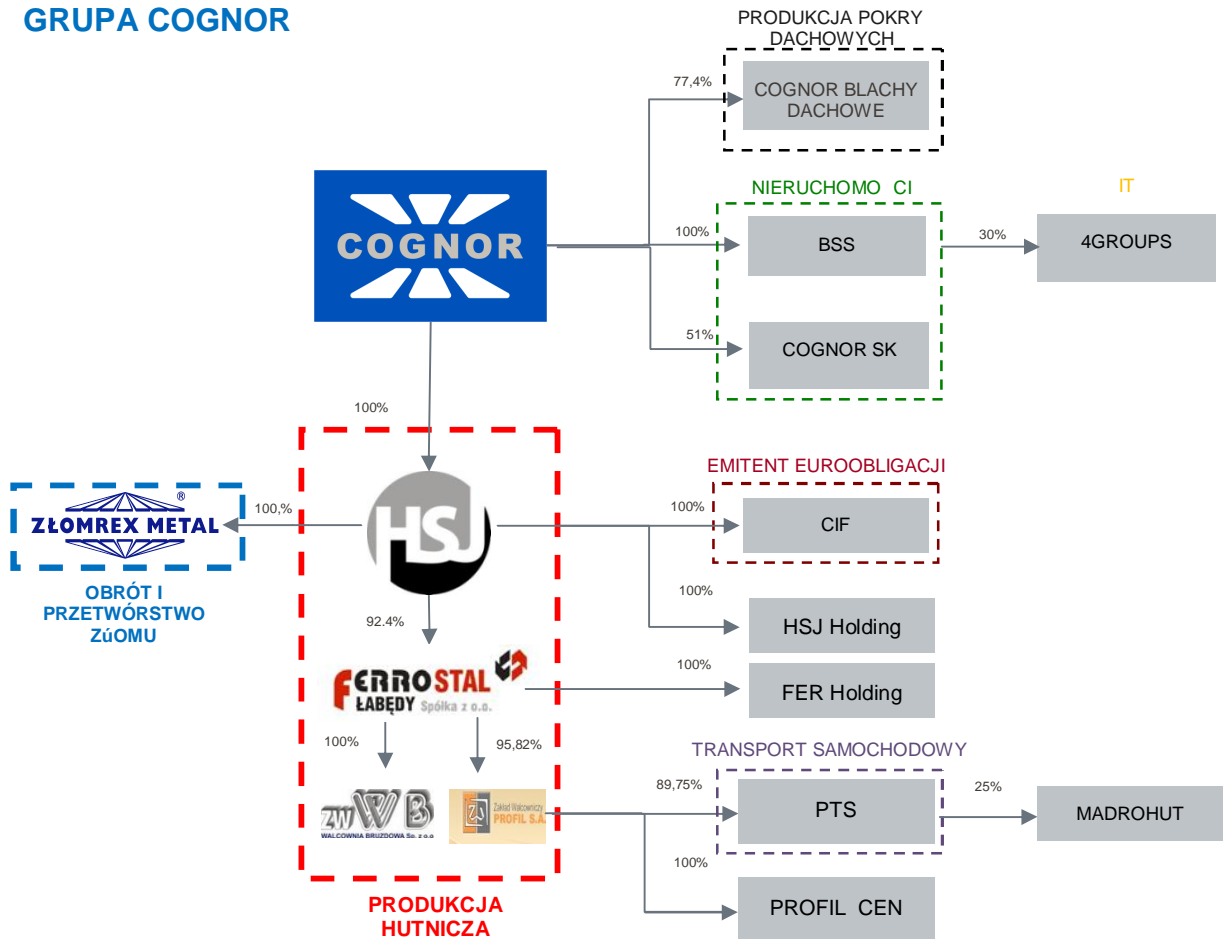 GRUPA COGNOR
PRODUKCJA POKRY
DACHOWYCH
77,4%
COGNOR BLACHY
DACHOWE
COGNOR
NIERUCHOMO CI
IT
100%
BSS
30%
4GROUPS
51%
COGNOR SK
100%
EMITENT EUROOBLIGACJI
ZŁOMREX METAL®
100,%
HSJ
100%
CIF
OBRÓT I
PRZETWÓRSTWO
ZúOMU
100%
HSJ Holding
92.4%
FERROSTAL
ŁABĘDY Spółka z o.o.
100%
FER Holding
100%
95,82%
TRANSPORT SAMOCHODOWY
ZWWB
WALCOWNIA BRUZDOWA Sp. z o.o.
Zakład Walcowniczy
PROFIL S.A.
89,75%
PTS
25%
MADROHUT
100%
PROFIL CEN
PRODUKCJA
HUTNICZA